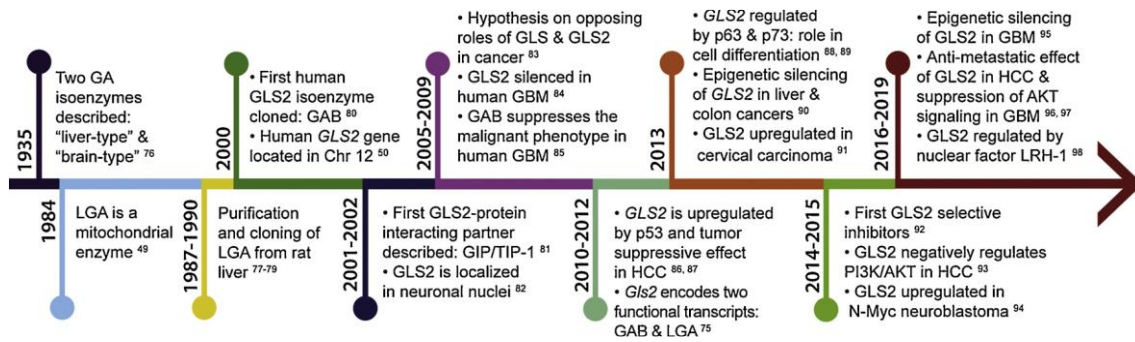 1935
Two GA
isoenzymes
described:
“liver-type” &
“brain-type” 76
1984
LGA is a
mitochondrial
enzyme 49
1987-1990
Purification
and cloning of
LGA from rat
liver 77-79
2000
• First human
GLS2 isoenzyme
cloned: GAB 80
• Human GLS2 gene
located in Chr 12 50
2001-2002
• First GLS2-protein
interacting partner
described: GIP/TIP-1 81
• GLS2 is localized
in neuronal nuclei 82
2005-2009
• Hypothesis on opposing
roles of GLS & GLS2
in cancer 83
• GLS2 silenced in
human GBM 84
• GAB suppresses the
malignant phenotype in
human GBM 85
2010-2012
• GLS2 is upregulated
by p53 and tumor
suppressive effect
in HCC 86, 87
• Gls2 encodes two
functional transcripts:
GAB & LGA 75
2013
• GLS2 regulated
by p63 & p73: role in
cell differentiation 88, 89
• Epigenetic silencing
of GLS2 in liver &
colon cancers 90
• GLS2 upregulated in
cervical carcinoma 91
2014-2015
• First GLS2 selective
inhibitors 92
• GLS2 negatively regulates
PI3K/AKT in HCC 93
• GLS2 upregulated in
N-Myc neuroblastoma 94
2016-2019
• Epigenetic silencing
of GLS2 in GBM 95
• Anti-metastatic effect
of GLS2 in HCC &
suppression of AKT
signaling in GBM 96, 97
• GLS2 regulated by
nuclear factor LRH-1 98